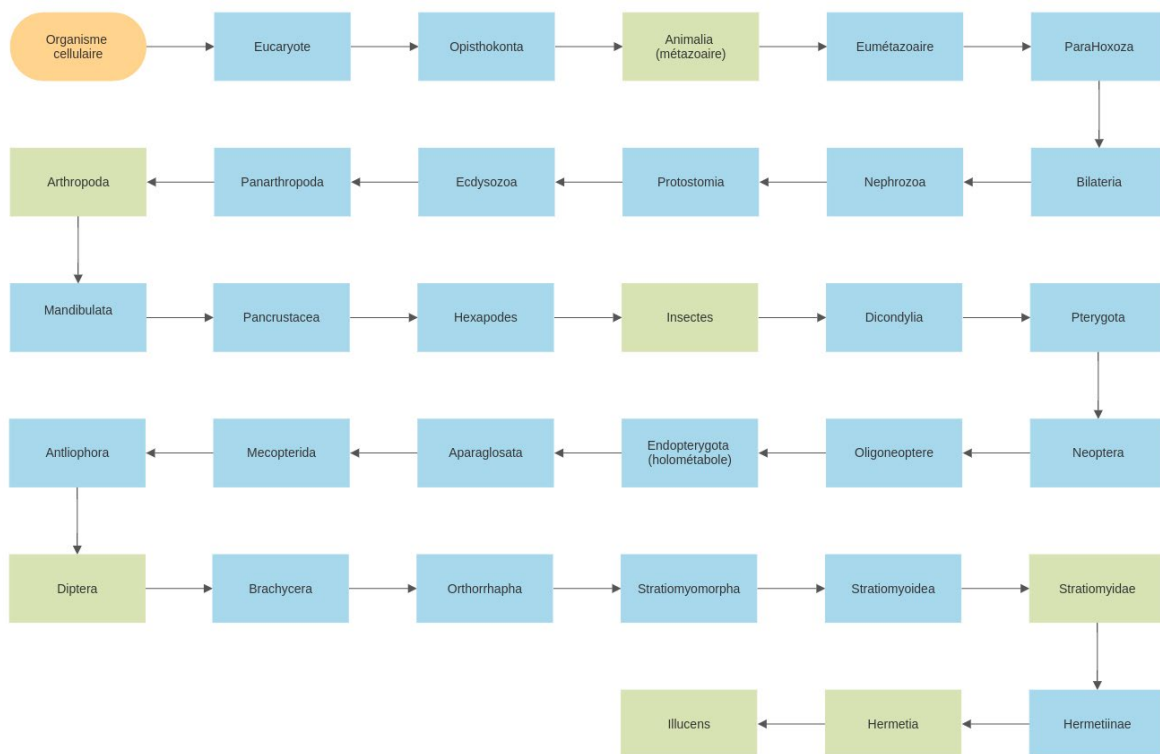 Organisme
cellulaire
Eucaryote
Opisthokonta
Animalia
(métazoaire)
Eumétazoaire
ParaHoxoza
Arthropoda
Panarthropoda
Ecdysozoa
Protostomia
Nephrozoa
Bilateria
Mandibulata
Pancrustacea
Hexapodes
Insectes
Dicondylia
Pterygota
Antliophora
Mecopterida
Aparaglosata
Endopterygota
(holométabole)
Oligoneoptere
Neoptera
Diptera
Brachycera
Orthorrhapha
Stratiomyomorpha
Stratiomyoidea
Stratiomyidae
Illucens
Hermetia
Hermetiinae